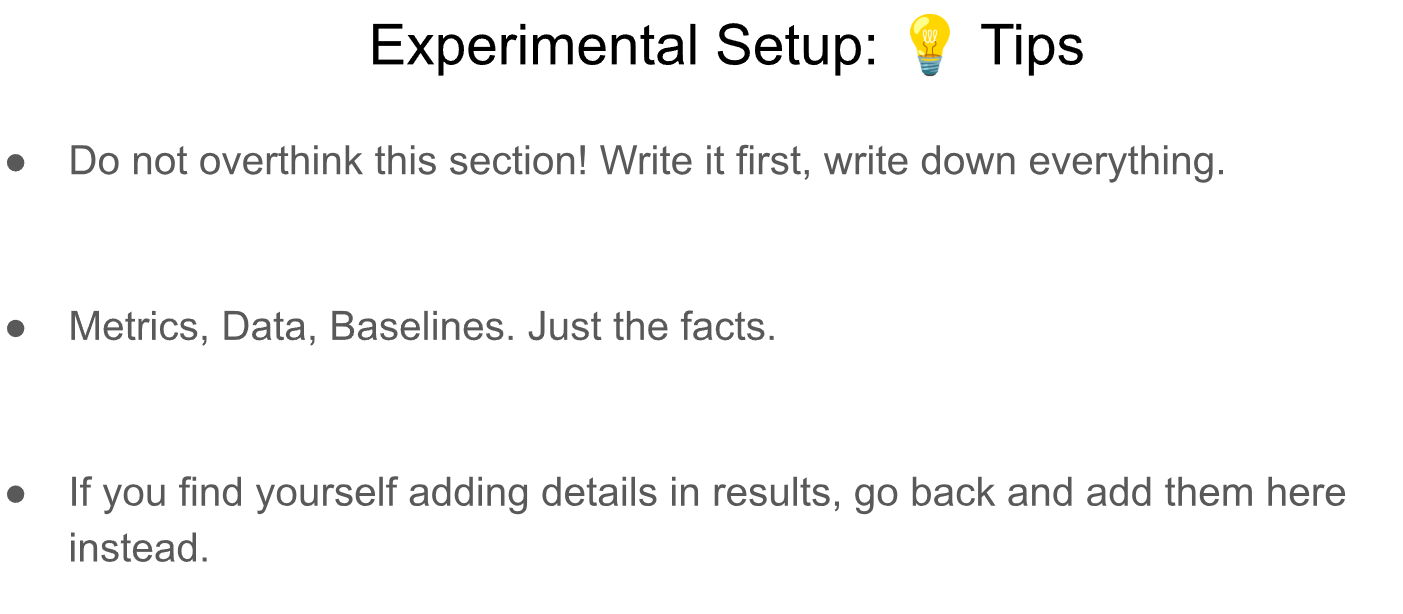 Experimental Setup: 💡 Tips
● Do not overthink this section! Write it first, write down everything.
● Metrics, Data, Baselines. Just the facts.
● If you find yourself adding details in results, go back and add them here
instead.